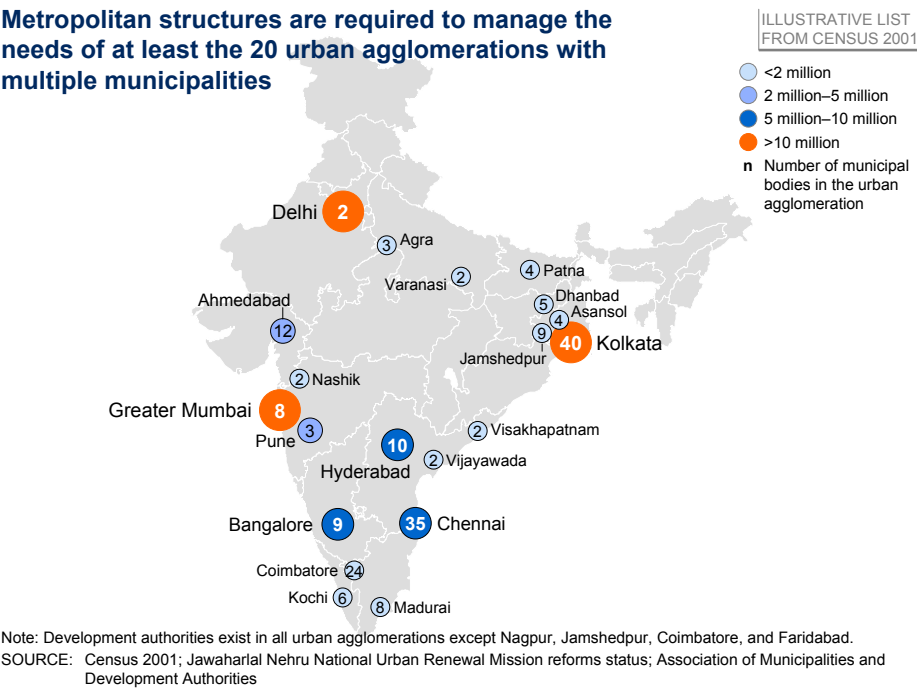 Metropolitan structures are required to manage the
needs of at least the 20 urban agglomerations with
multiple municipalities
ILLUSTRATIVE LIST
FROM CENSUS 2001
<2 million
2 million–5 million
5 million–10 million
>10 million
n Number of municipal
bodies in the urban
agglomeration
Delhi 2
3 Agra
Varanasi 2
4 Patna
Ahmedabad
12
5 Dhanbad
4 Asansol
9
Jamshedpur
40 Kolkata
2 Nashik
Greater Mumbai 8
Pune 3
10
Hyderabad
2 Visakhapatnam
2 Vijayawada
Bangalore 9
35 Chennai
Coimbatore 24
Kochi 6
8 Madurai
Note: Development authorities exist in all urban agglomerations except Nagpur, Jamshedpur, Coimbatore, and Faridabad.
SOURCE: Census 2001; Jawaharlal Nehru National Urban Renewal Mission reforms status; Association of Municipalities and
Development Authorities